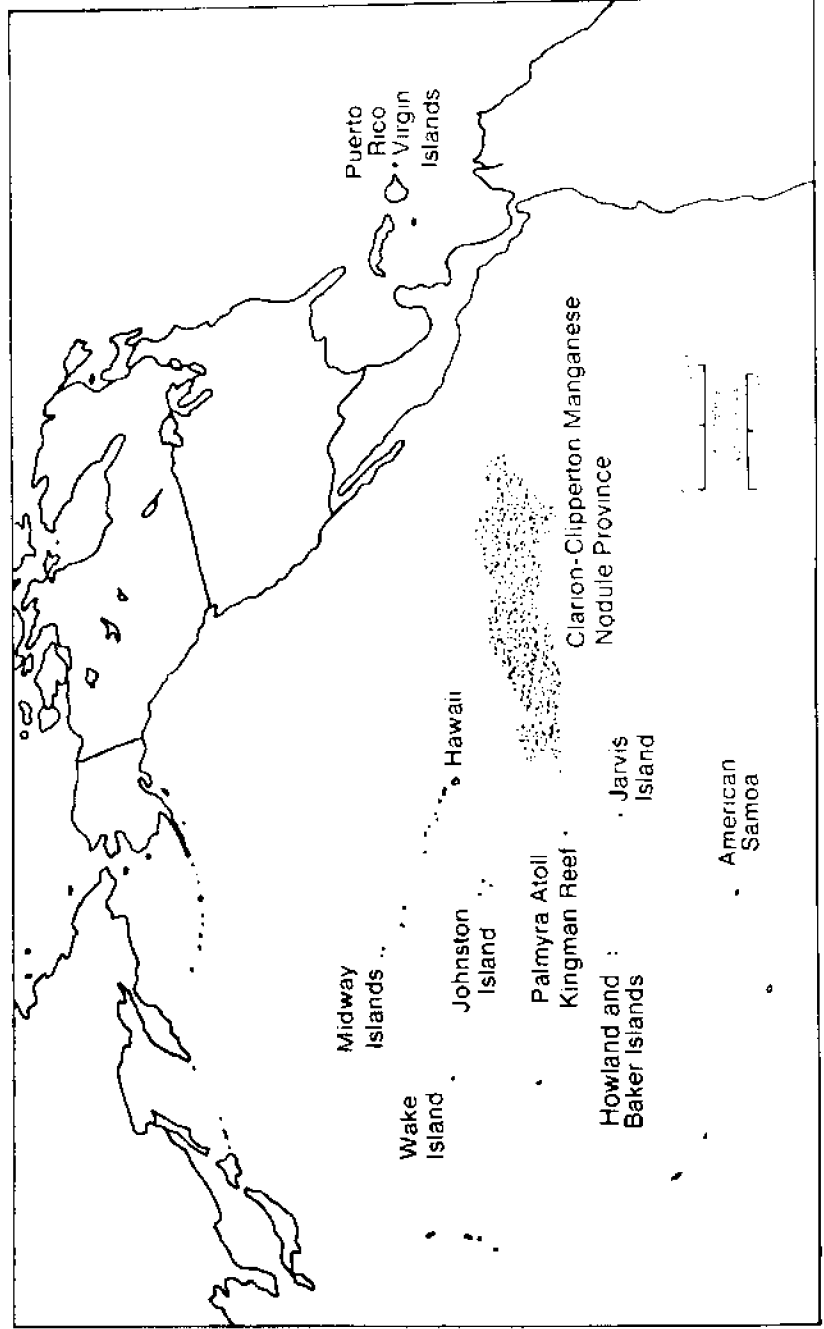 Puerto
Rico
Virgin
Islands
Midway
Islands
Hawaii
Wake
Island
Johnston
Island
Clarion-Clipperton Manganese
Nodule Province
Palmyra Atoll
Kingman Reef
Howland and
Baker Islands
Jarvis
Island
American
Samoa